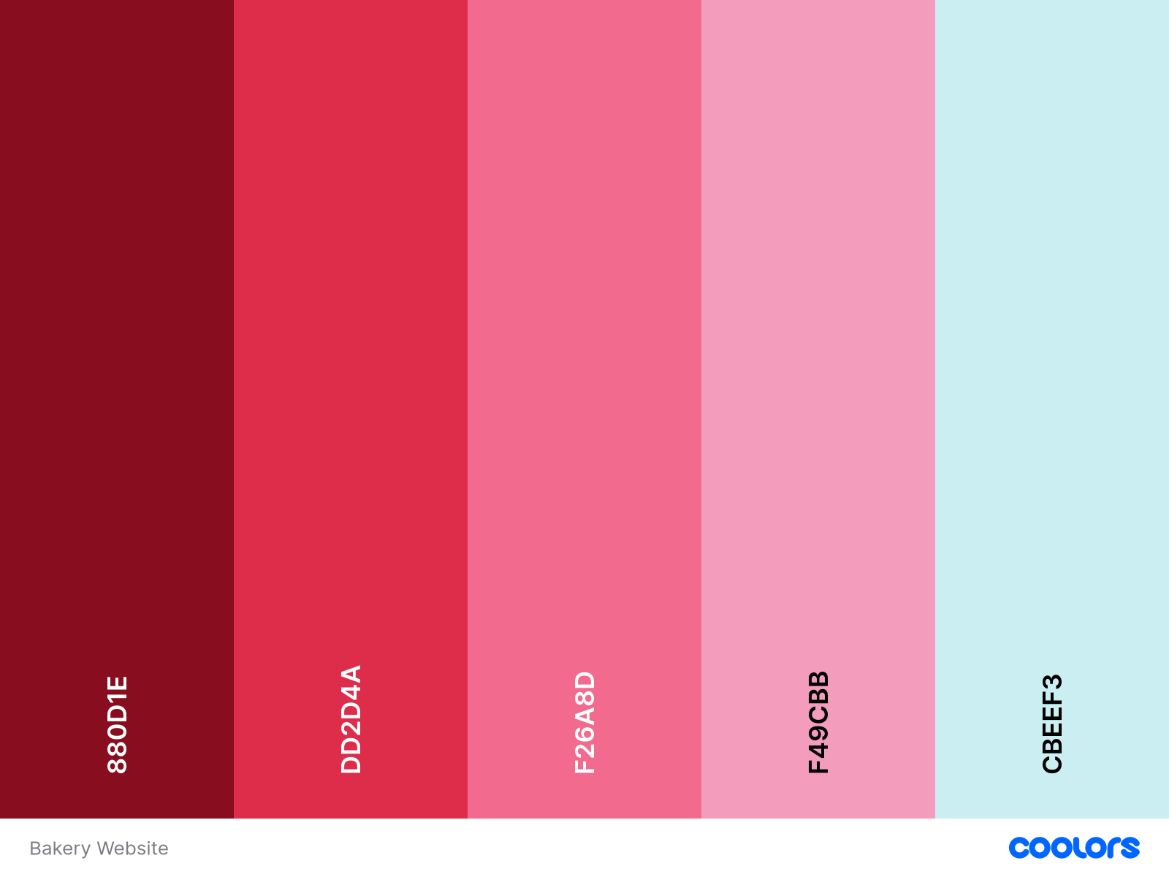 880D1E
DD2D4A
F26A8D
F49CBB
CBEEF3
Bakery Website
coolors